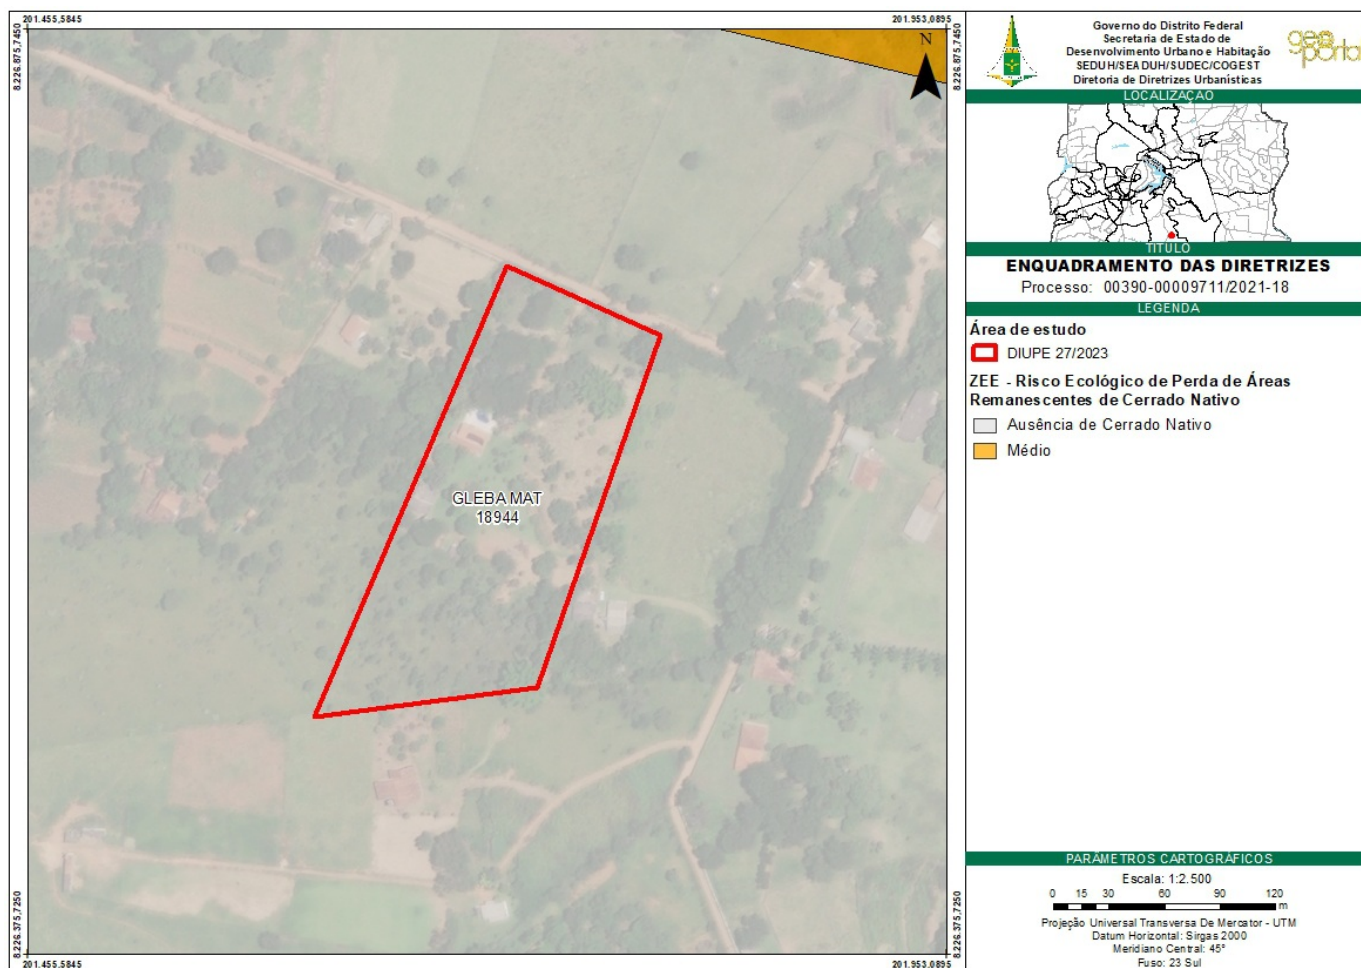 201.455,5845
201.953,0895
8.226.875,7450
8.226.875,7450
N
GLEBA MAT
18944
8.226.375,7250
8.226.375,7250
201.455,5845
201.953,0895
Governo do Distrito Federal
Secretaria de Estado de
Desenvolvimento Urbano e Habitação
SEDUH/SEADUH/SUDEC/COGEST
Diretoria de Diretrizes Urbanísticas
geo
portal
LOCALIZAÇÃO
TÍTULO
ENQUADRAMENTO DAS DIRETRIZES
Processo: 00390-00009711/2021-18
LEGENDA
Área de estudo
DIUPE 27/2023
ZEE - Risco Ecológico de Perda de Áreas
Remanescentes de Cerrado Nativo
Ausência de Cerrado Nativo
Médio
PARÂMETROS CARTOGRÁFICOS
Escala: 1:2.500
0 15 30 60 90 120
m
Projeção Universal Transversa De Mercator - UTM
Datum Horizontal: Sirgas 2000
Meridiano Central: 45°
Fuso: 23 Sul